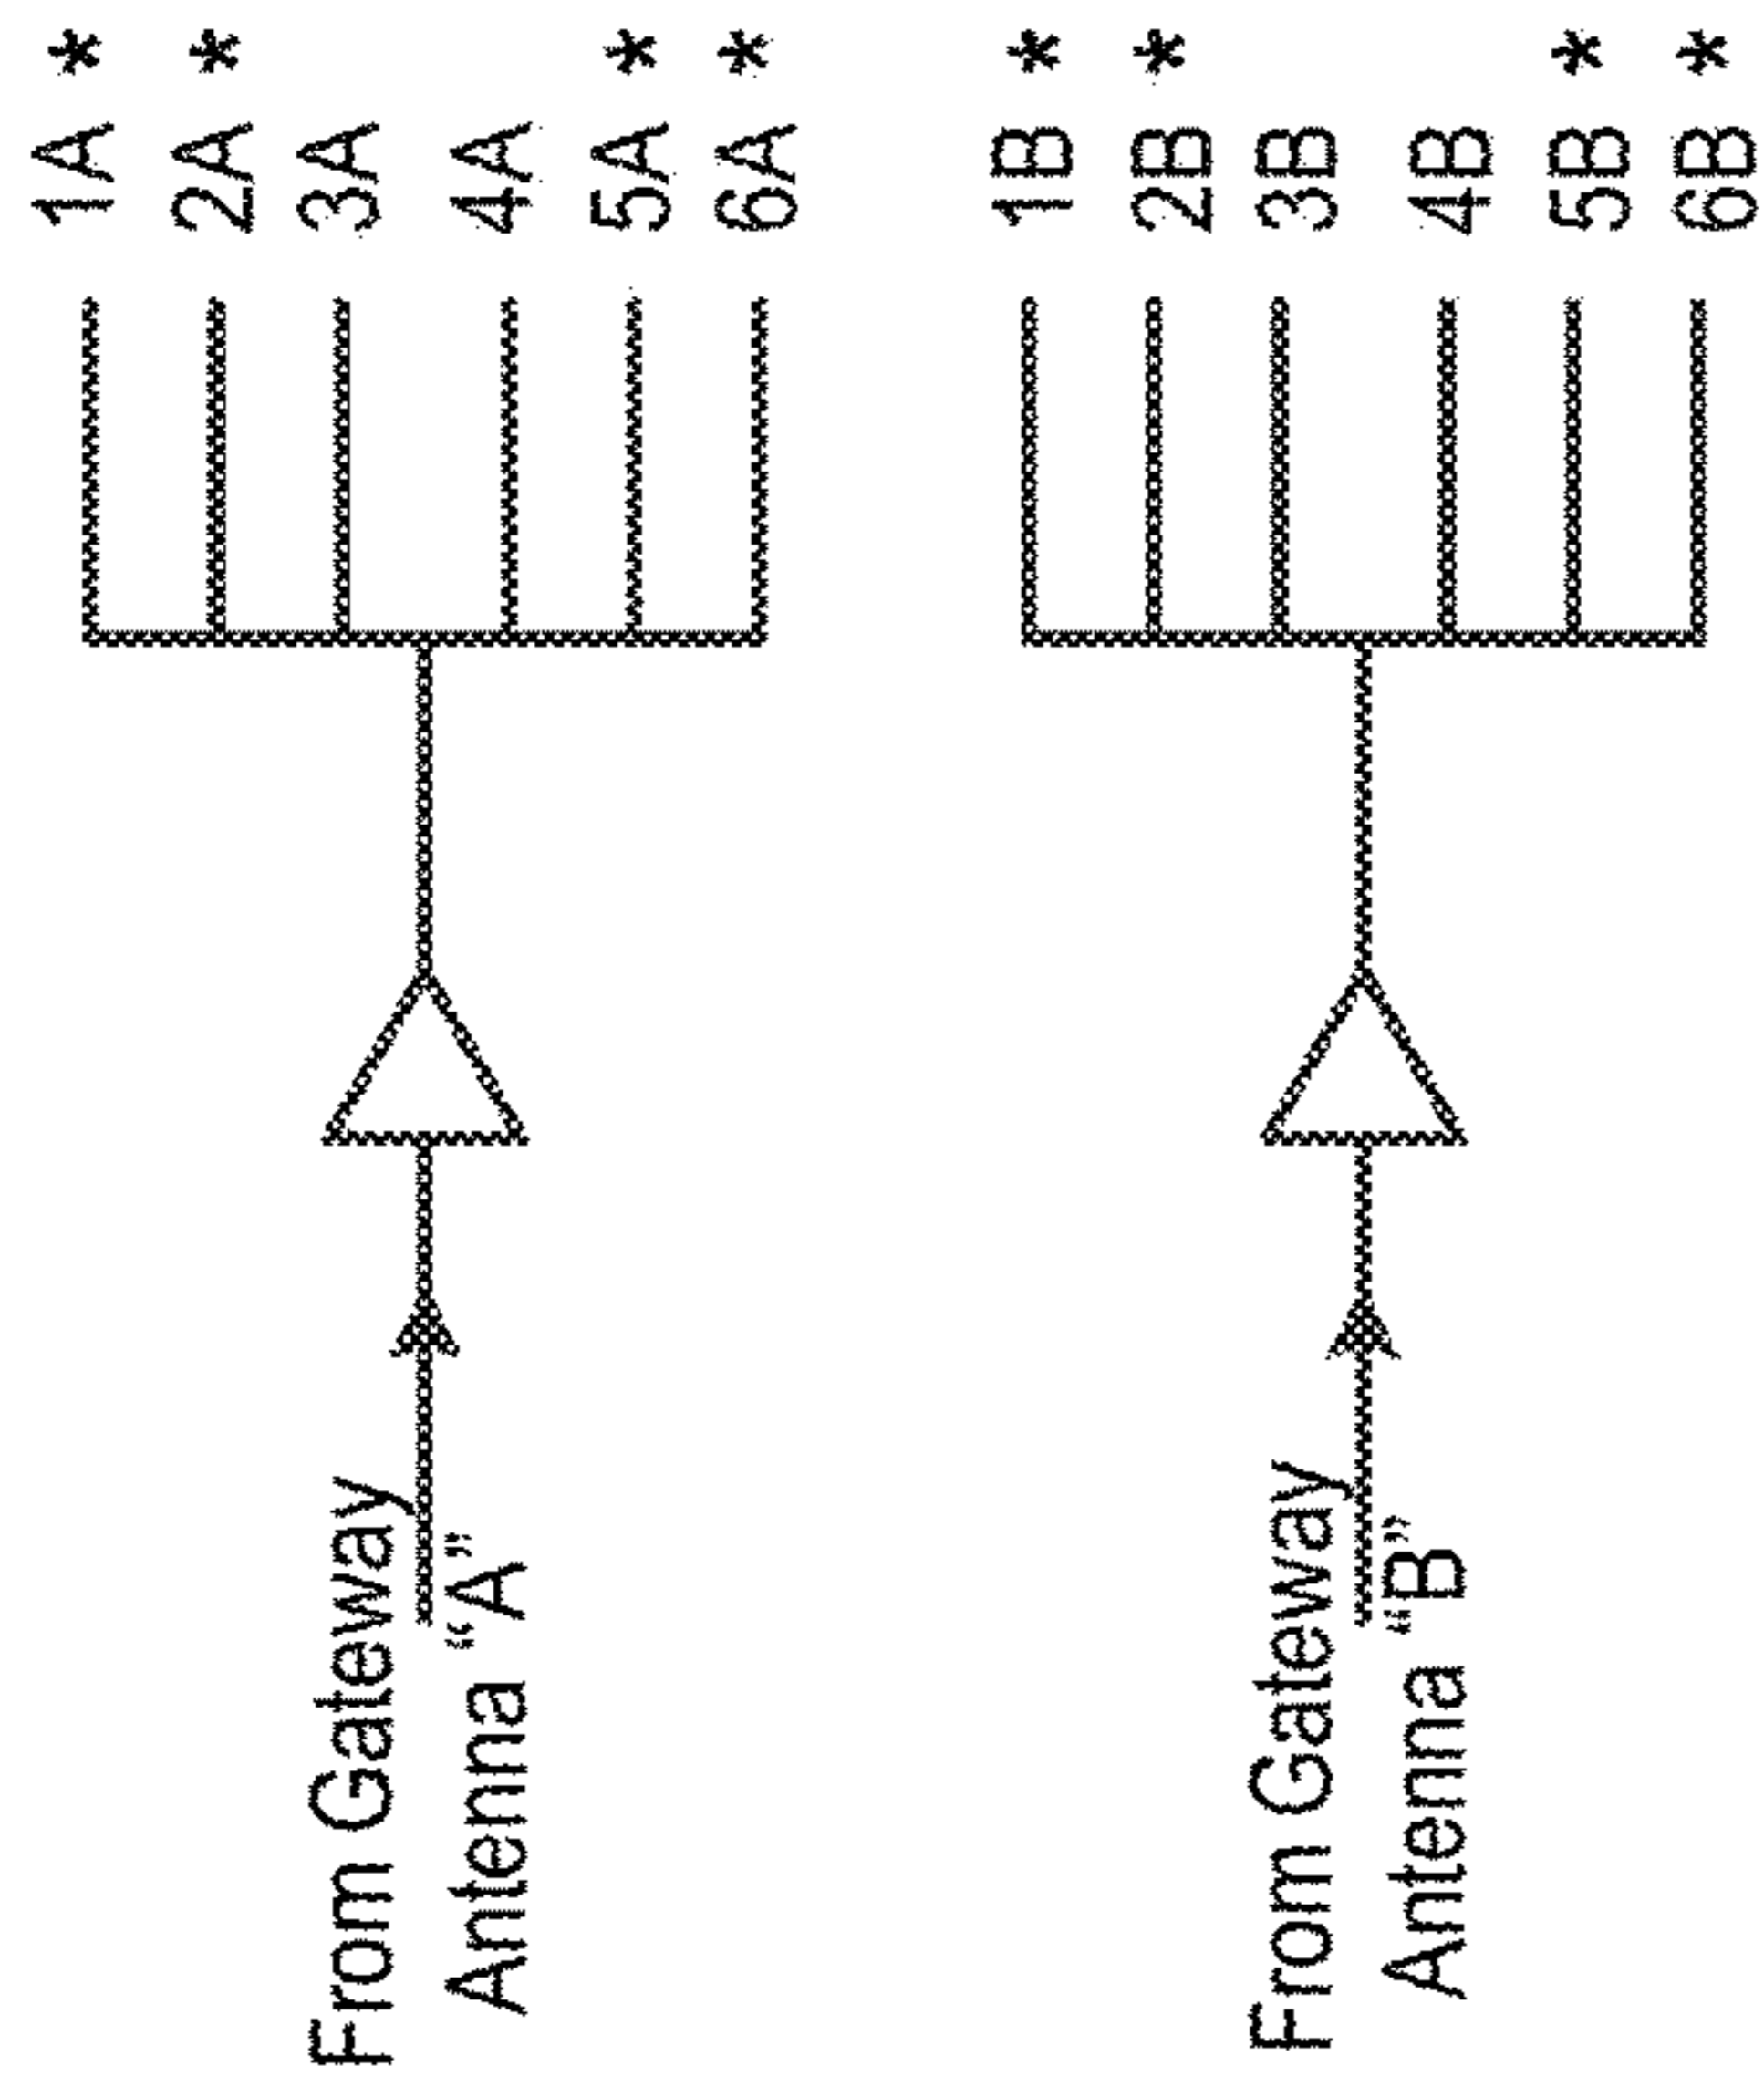 From Gateway
Antenna “A”
1A *
2A *
3A
4A
5A *
6A *
From Gateway
Antenna “B”
1B *
2B *
3B
4B
5B *
6B *